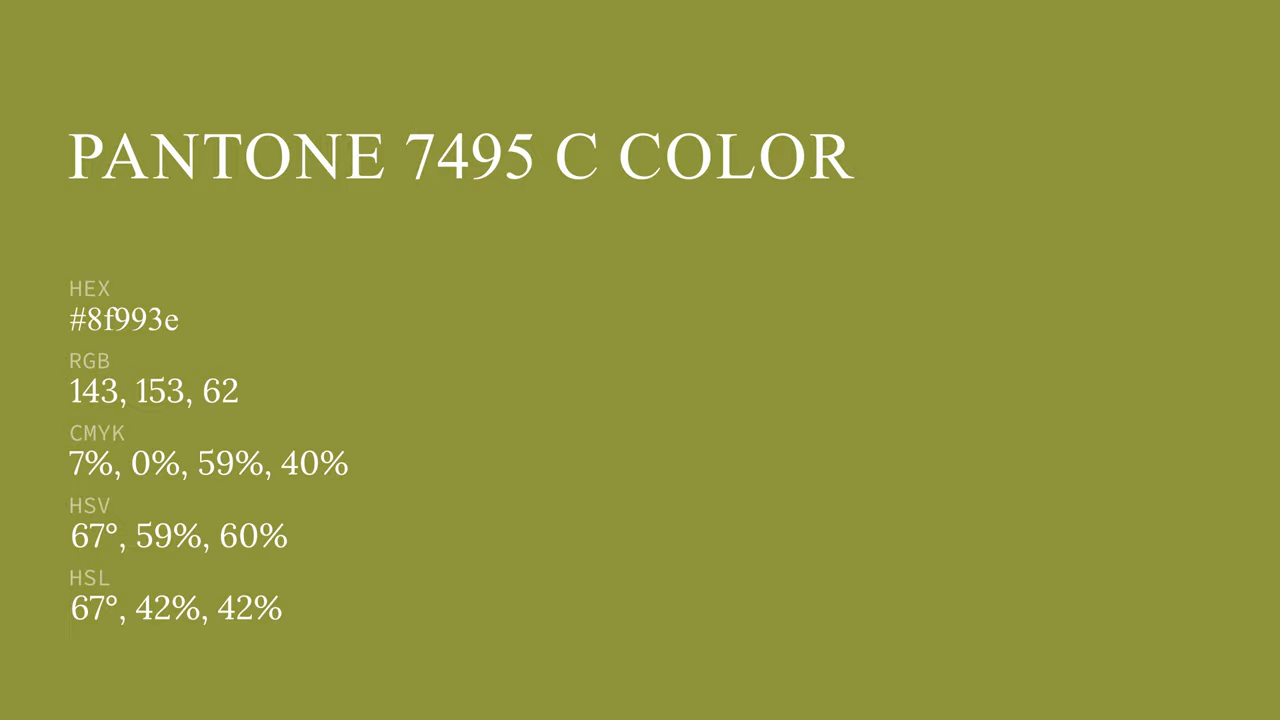 PANTONE 7495 C COLOR
HEX
#8f993e
RGB
143, 153, 62
CMYK
7%, 0%, 59%, 40%
HSV
67°, 59%, 60%
HSL
67°, 42%, 42%